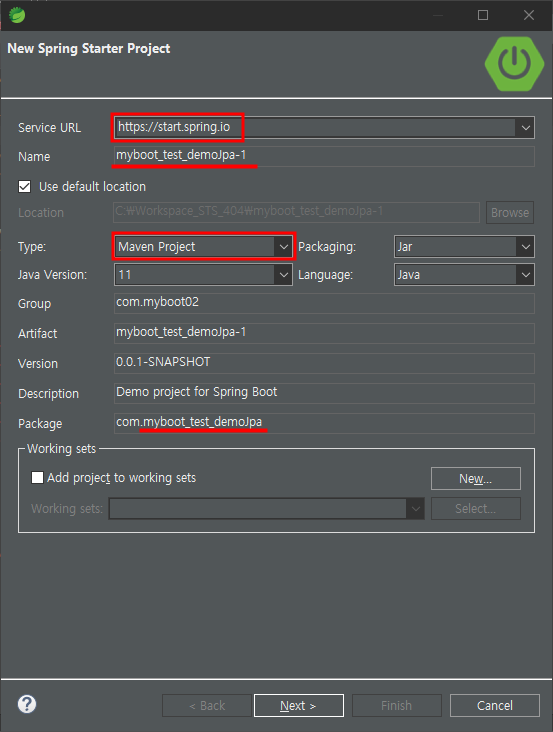 New Spring Starter Project
Service URL https://start.spring.io
Name myboot_test_demoJpa-1
Use default location
Location C:₩Workspace_STS_404₩myboot_test_demoJpa-1 Browse
Type: Maven Project Packaging: Jar
Java Version: 11 Language: Java
Group com.myboot02
Artifact myboot_test_demoJpa-1
Version 0.0.1-SNAPSHOT
Description Demo project for Spring Boot
Package com.myboot_test_demoJpa
Working sets
Add project to working sets New...
Working sets: Select...
? < Back Next > Finish Cancel